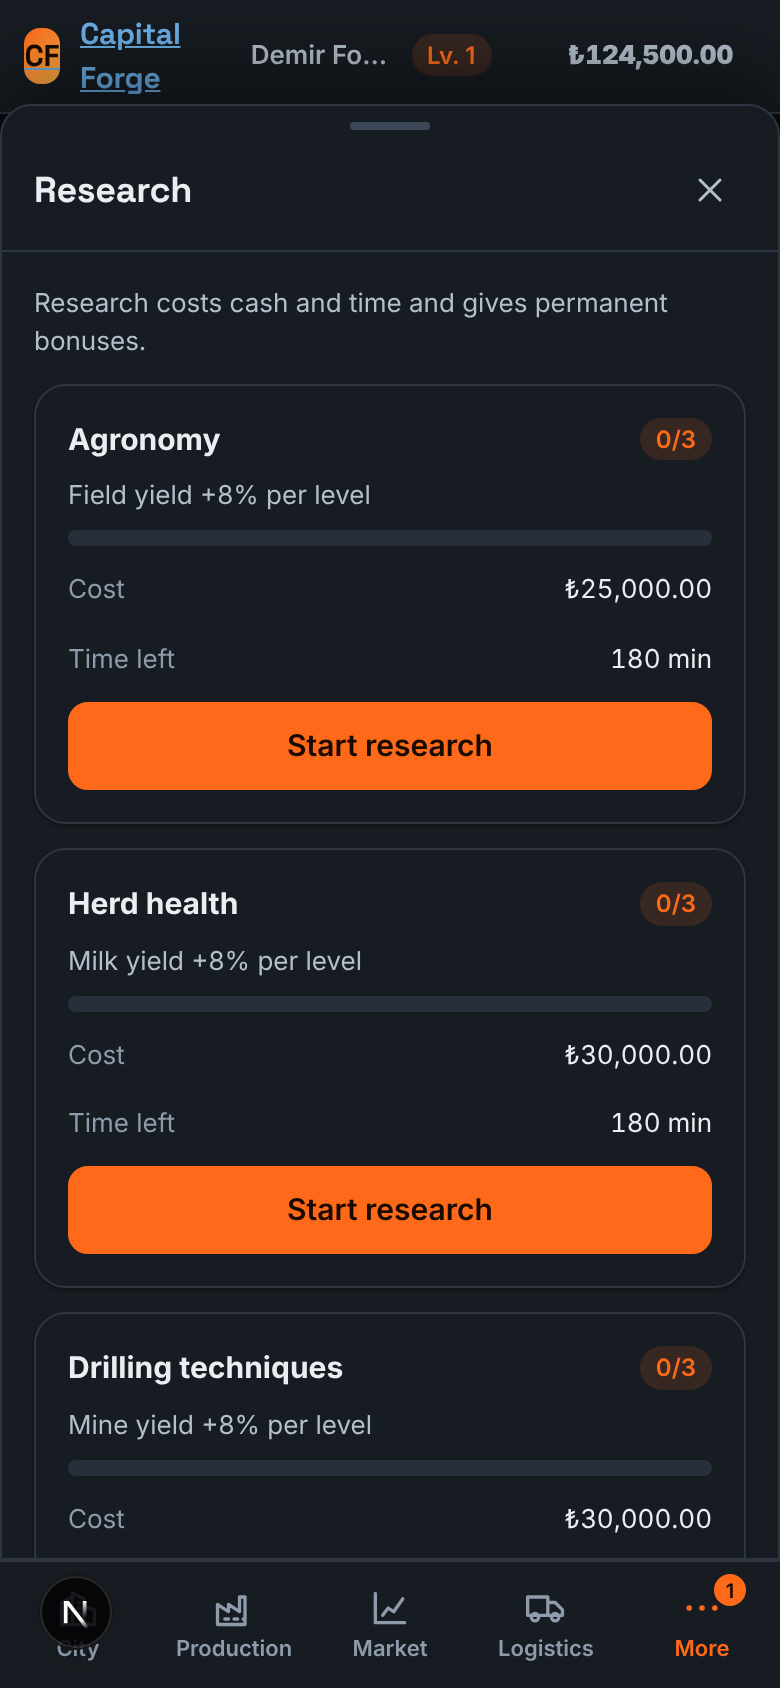 CF
Capital
Forge
Demir Fo...
Lv. 1
₺124,500.00
Research
Research costs cash and time and gives permanent
bonuses.
Agronomy
0/3
Field yield +8% per level
Cost
₺25,000.00
Time left
180 min
Start research
Herd health
0/3
Milk yield +8% per level
Cost
₺30,000.00
Time left
180 min
Start research
Drilling techniques
0/3
Mine yield +8% per level
Cost
₺30,000.00
N
1
City
Production
Market
Logistics
More